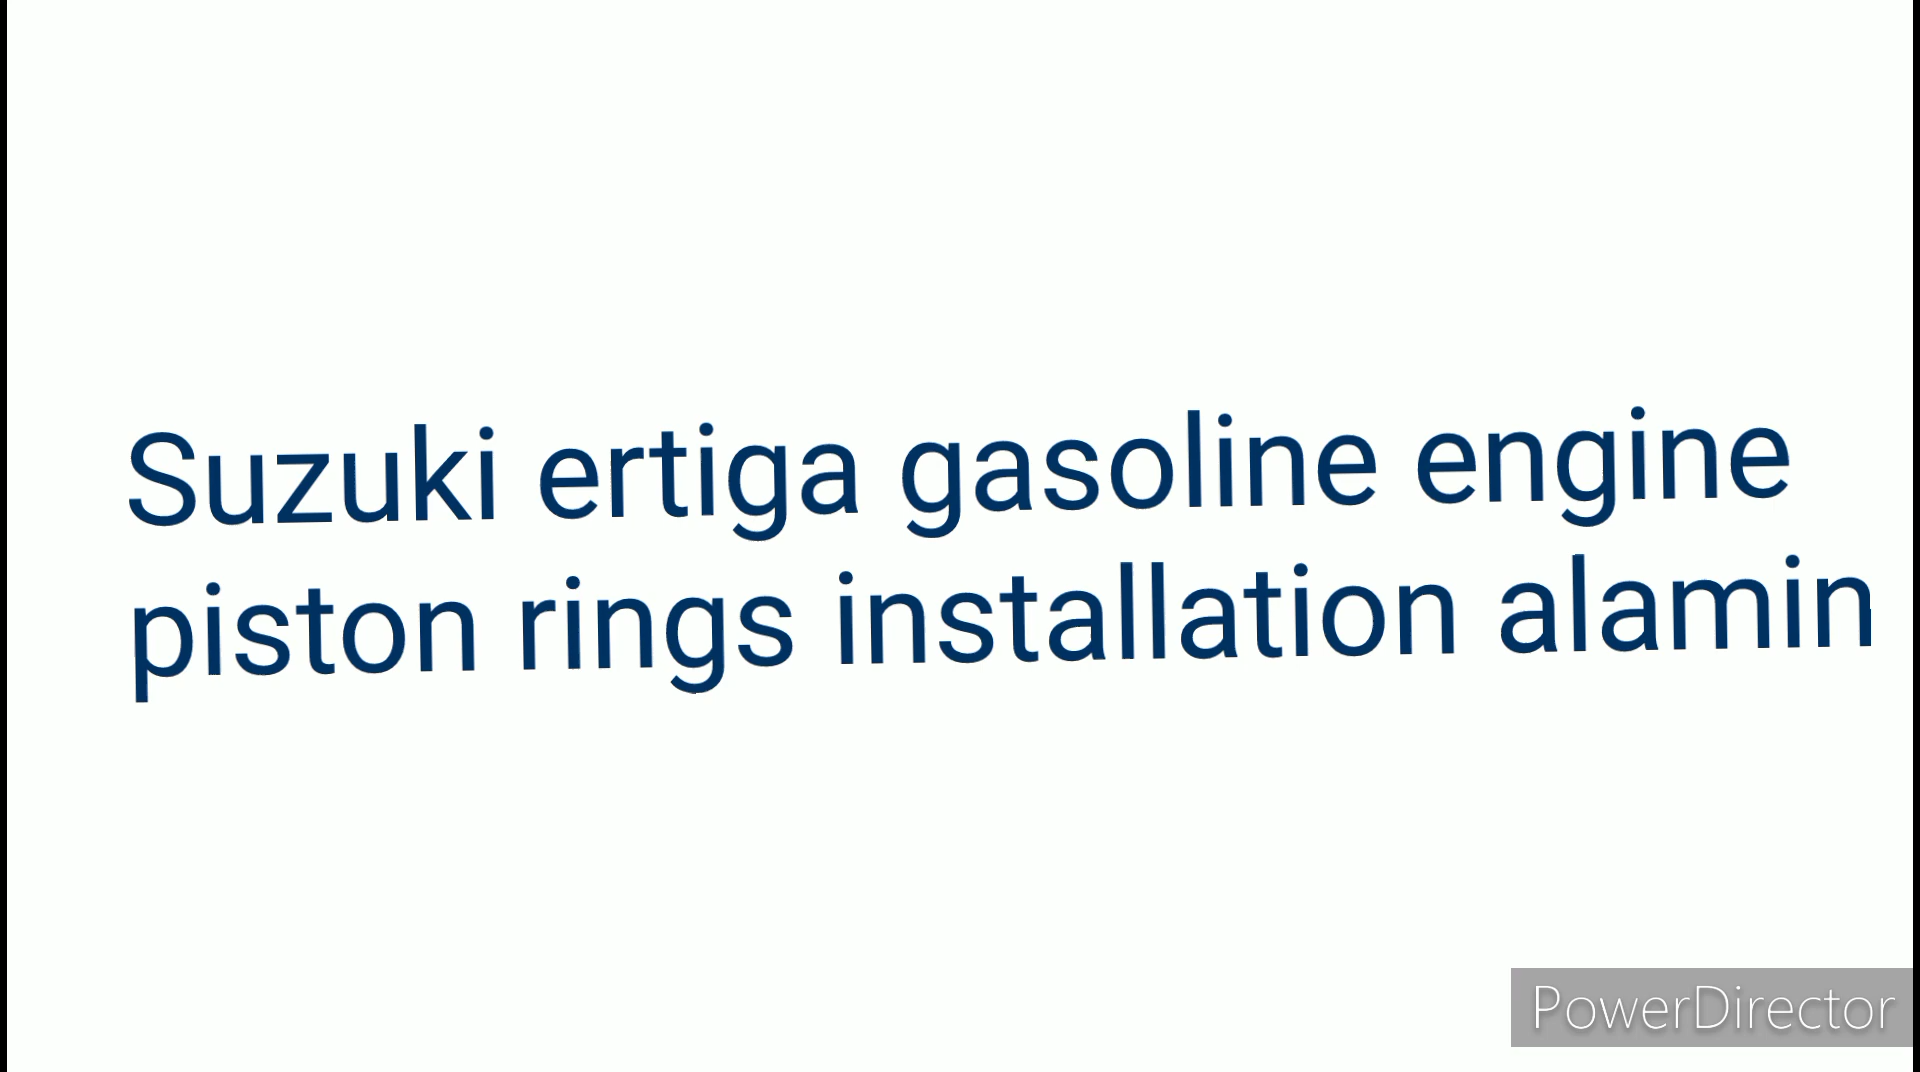 Suzuki ertiga gasoline engine
piston rings installation alamin
PowerDirector